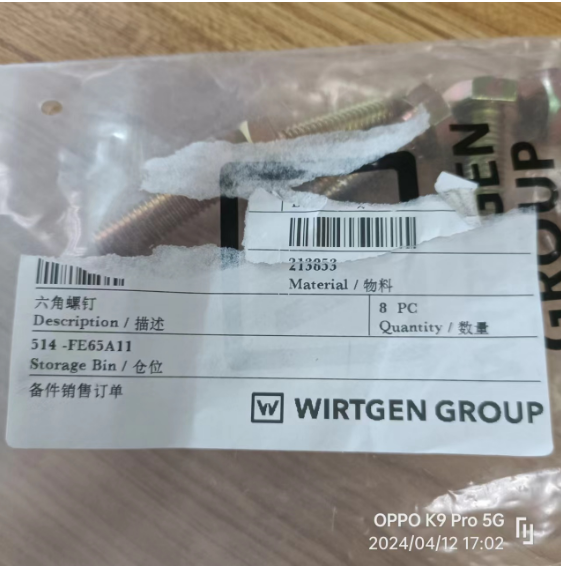 213853
Material / 物料
六角螺钉
8 PC
Description / 描述
Quantity / 数量
514 -FE65A11
Storage Bin / 仓位
备件销售订单
W WIRTGEN GROUP
WIRTGEN
GROUP
OPPO K9 Pro 5G
2024/04/12 17:02